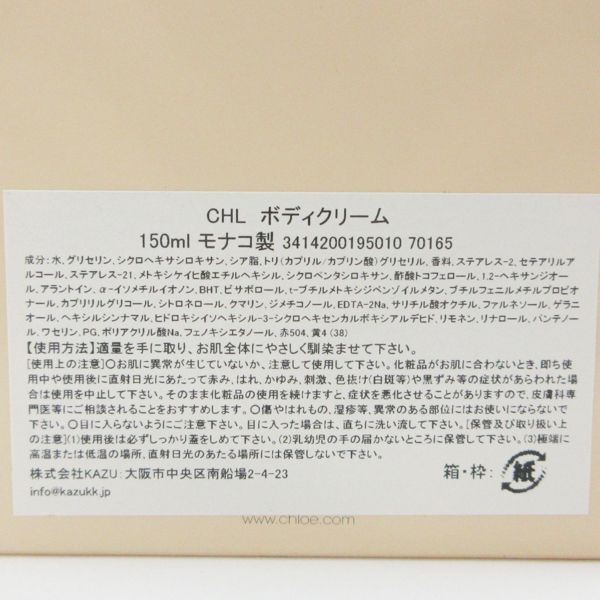 CHL ボディクリーム
150ml モナコ製 3414200195010 70165
成分:水、グリセリン、シクロヘキサシロキサン、シア脂、トリ(カプリル/カプリン酸)グリセリル、香料、ステアレス-2、セテアリルア
ルコール、ステアレス-21、メトキシケイヒ酸エチルヘキシル、シクロペンタシロキサン、酢酸トコフェロール、1,2-ヘキサンジオー
ル、アラントイン、α-イソメチルイオノン、BHT、ビサボロール、t-ブチルメトキシジベンゾイルメタン、ブチルフェニルメチルプロピオ
ナール、カプリリルグリコール、シトロネロール、クマリン、ジメチコノール、EDTA-2Na、サリチル酸オクチル、ファルネソール、ゲラニ
オール、ヘキシルシンナマル、ヒドロキシイソヘキシル-3-シクロヘキセンカルボキシアルデヒド、リモネン、リナロール、パンテノー
ル、ワセリン、PG、ポリアクリル酸Na、フェノキシエタノール、赤504、黄4 (38)
【使用方法】適量を手に取り、お肌全体にやさしく馴染ませて下さい。
[使用上の注意]○お肌に異常が生じていないか、注意して使用して下さい。化粧品がお肌に合わないとき、即ち使
用中や使用後に直射日光にあたって赤み、はれ、かゆみ、刺激、色抜け(白斑等)や黒ずみ等の症状があらわれた場
合は使用を中止して下さい。そのまま化粧品の使用を続けますと、症状を悪化させることがありますので、皮膚科専
門医等にご相談されることをおすすめします。○傷やはれもの、湿疹等、異常のある部位にはお使いにならないで下
さい。○目に入らないようにご注意下さい。目に入った場合は、直ちに洗い流して下さい。[保管及び取り扱い上
の注意](1)使用後は必ずしっかり蓋をしめて下さい。(2)乳幼児の手の届かないところに保管して下さい。(3)極端に
高温または低温の場所、直射日光のあたる場所には保管しないで下さい。
株式会社KAZU:大阪市中央区南船場2-4-23
info@kazukk.jp
箱・枠: 紙
www.chloe.com